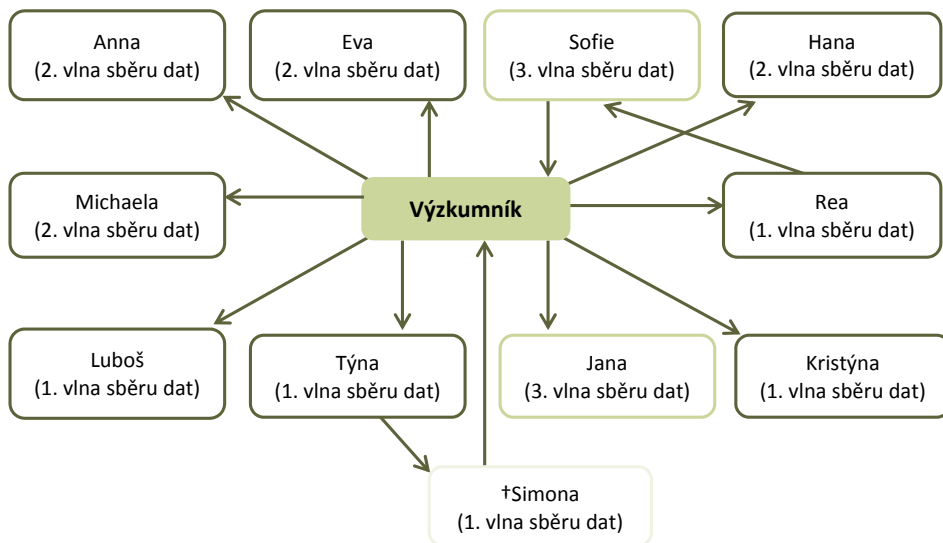 Anna
(2. vlna sběru dat)
Eva
(2. vlna sběru dat)
Sofie
(3. vlna sběru dat)
Hana
(2. vlna sběru dat)
Michaela
(2. vlna sběru dat)
Výzkumník
Rea
(1. vlna sběru dat)
Luboš
(1. vlna sběru dat)
Týna
(1. vlna sběru dat)
Jana
(3. vlna sběru dat)
Kristýna
(1. vlna sběru dat)
†Simona
(1. vlna sběru dat)